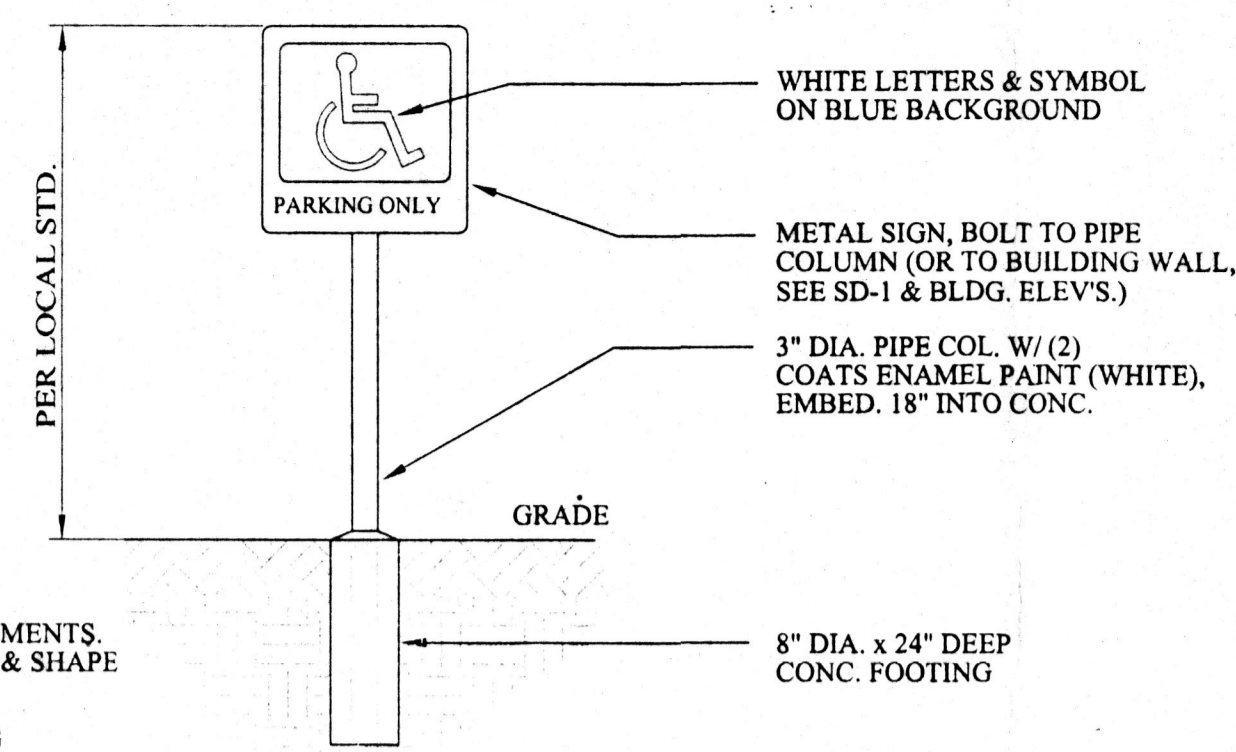 WHITE LETTERS & SYMBOL
ON BLUE BACKGROUND
PARKING ONLY
METAL SIGN, BOLT TO PIPE
COLUMN (OR TO BUILDING WALL,
SEE SD-1 & BLDG. ELEV'S.)
PER LOCAL STD.
3" DIA. PIPE COL. W/ (2)
COATS ENAMEL PAINT (WHITE),
EMBED. 18" INTO CONC.
GRADE
MENTS.
& SHAPE
8" DIA. x 24" DEEP
CONC. FOOTING